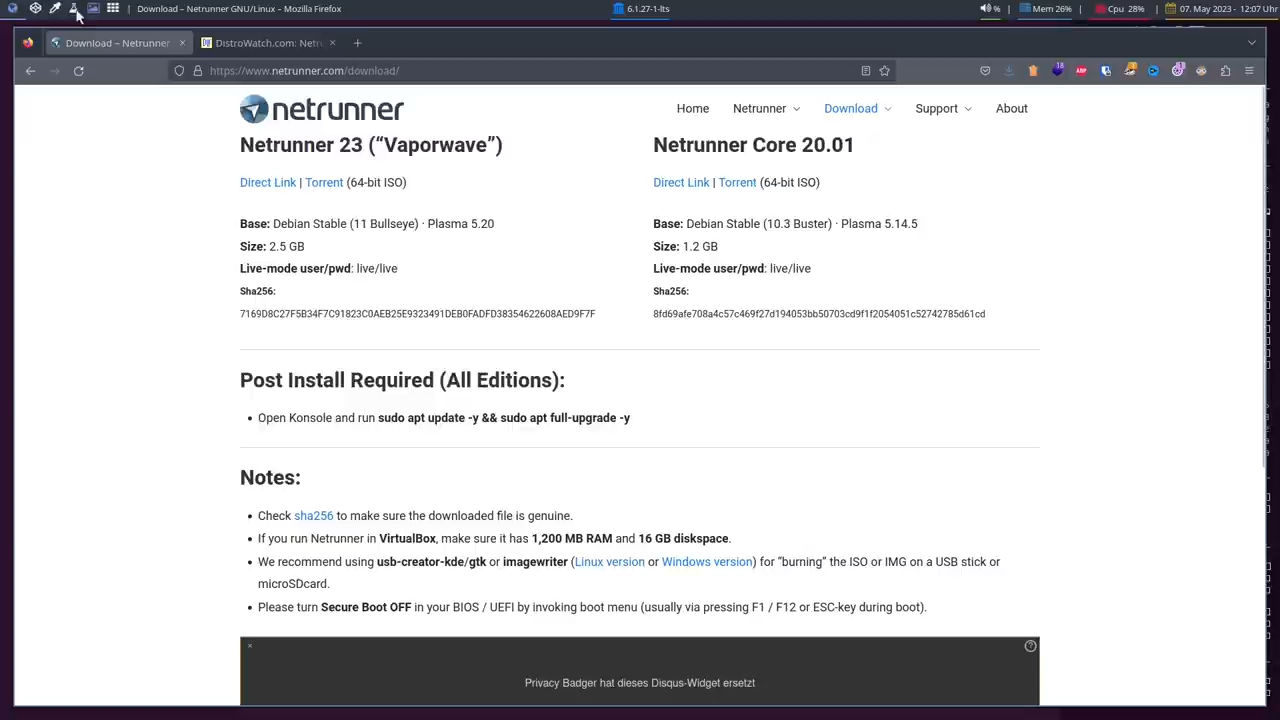 Download – Netrunner GNU/Linux - Mozilla Firefox
6.1.27-1-lts
%
Mem 26%
Cpu 28%
07. May 2023 - 12:07 Uhr
Download – Netrunner
DistroWatch.com: Netr
https://www.netrunner.com/download/
18
ABP
netrunner
Home
Netrunner
Download
Support
About
Netrunner 23 (“Vaporwave”)
Netrunner Core 20.01
Direct Link | Torrent (64-bit ISO)
Direct Link | Torrent (64-bit ISO)
Base: Debian Stable (11 Bullseye) · Plasma 5.20
Base: Debian Stable (10.3 Buster) · Plasma 5.14.5
Size: 2.5 GB
Size: 1.2 GB
Live-mode user/pwd: live/live
Live-mode user/pwd: live/live
Sha256:
Sha256:
7169D8C27F5B34F7C91823C0AEB25E9323491DEB0FADFD38354622608AED9F7F
8fd69afe708a4c57c469f27d194053bb50703cd9f1f2054051c52742785d61cd
Post Install Required (All Editions):
• Open Konsole and run sudo apt update -y && sudo apt full-upgrade -y
Notes:
• Check sha256 to make sure the downloaded file is genuine.
• If you run Netrunner in VirtualBox, make sure it has 1,200 MB RAM and 16 GB diskspace.
• We recommend using usb-creator-kde/gtk or imagewriter (Linux version or Windows version) for “burning” the ISO or IMG on a USB stick or
microSDcard.
• Please turn Secure Boot OFF in your BIOS / UEFI by invoking boot menu (usually via pressing F1 / F12 or ESC-key during boot).
Privacy Badger hat dieses Disqus-Widget ersetzt